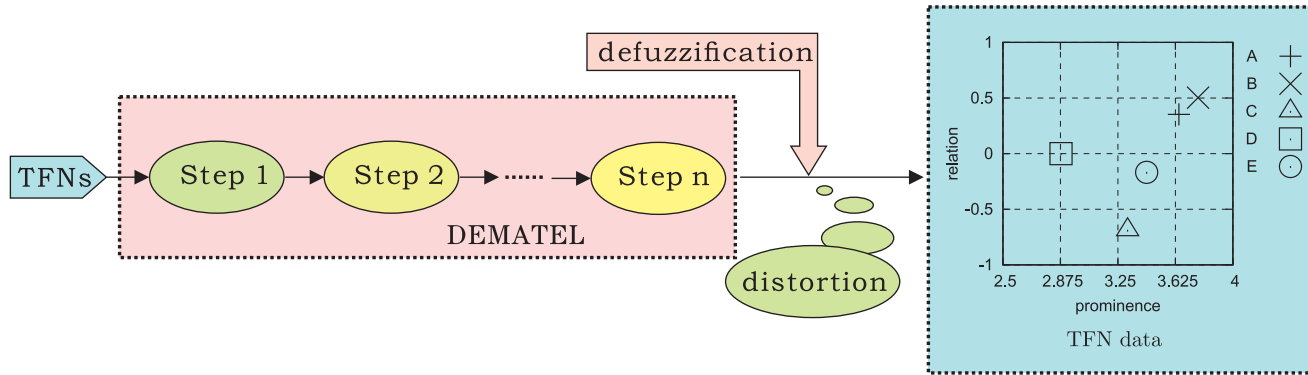 TFNs
Step 1
Step 2
......
Step n
DEMATEL
defuzzification
distortion
relation
1
0.5
0
-0.5
-1
2.5 2.875 3.25 3.625 4
prominence
A
B
C
D
E
TFN data